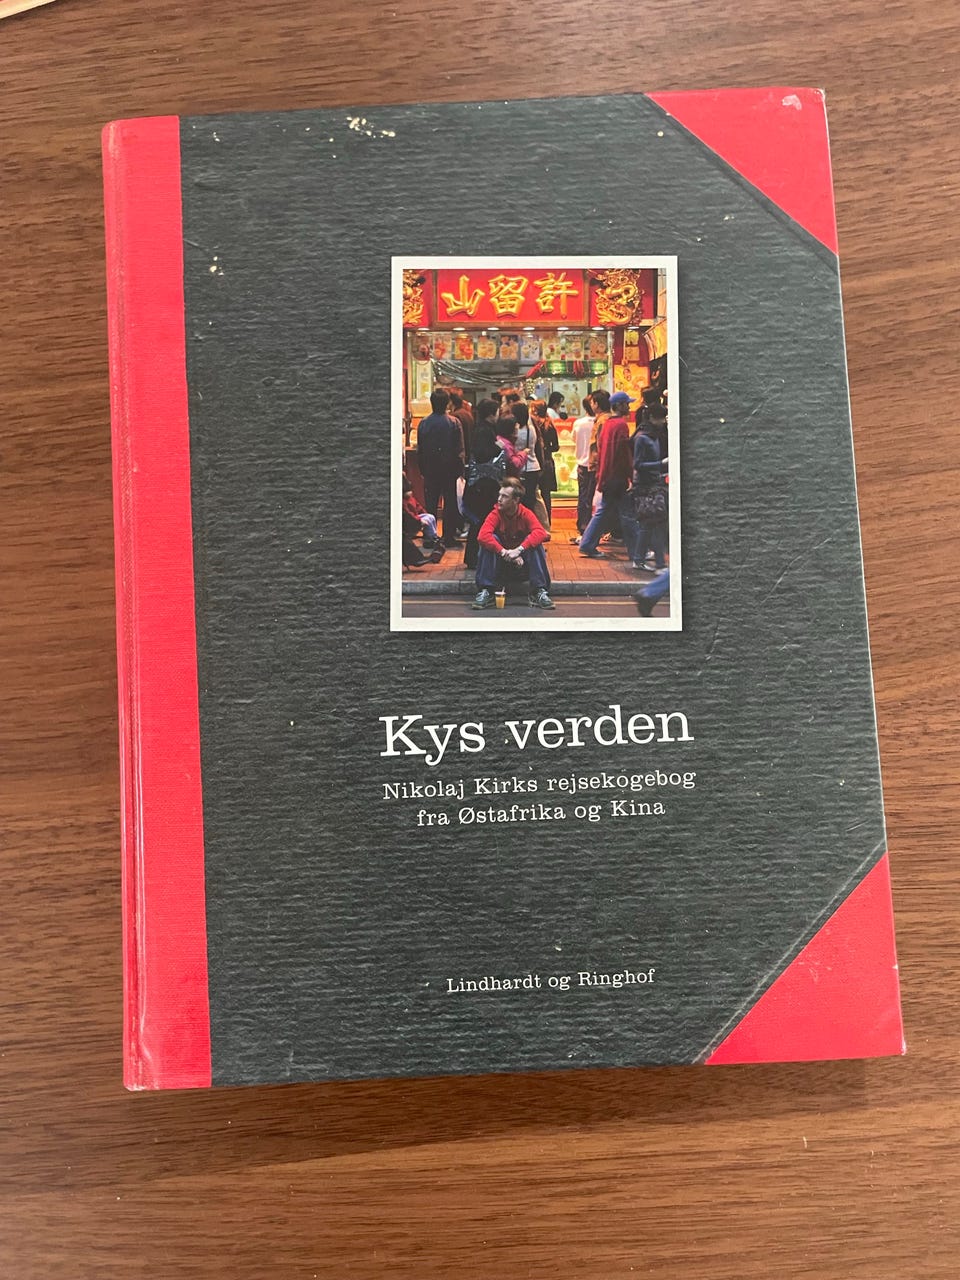 山留許
Kys verden
Nikolaj Kirks rejsekogebog
fra Østafrika og Kina
Lindhardt og Ringhof